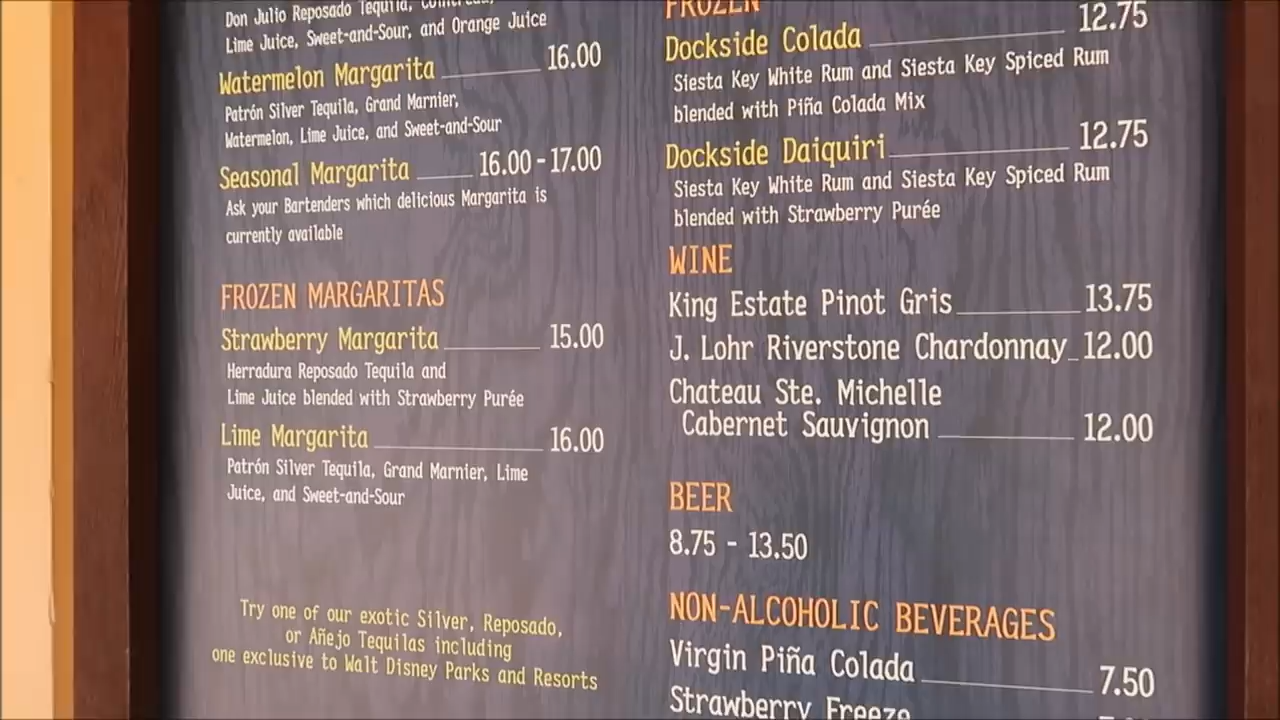 Don Julio Reposado Tequila,
Lime Juice, Sweet-and-Sour, and Orange Juice
Watermelon Margarita 16.00
Patrón Silver Tequila, Grand Marnier,
Watermelon, Lime Juice, and Sweet-and-Sour
Seasonal Margarita 16.00 - 17.00
Ask your Bartenders which delicious Margarita is
currently available
FROZEN MARGARITAS
Strawberry Margarita 15.00
Herradura Reposado Tequila and
Lime Juice blended with Strawberry Purée
Lime Margarita 16.00
Patrón Silver Tequila, Grand Marnier, Lime
Juice, and Sweet-and-Sour
Try one of our exotic Silver, Reposado,
or Añejo Tequilas including
one exclusive to Walt Disney Parks and Resorts
FROZEN
Dockside Colada 12.75
Siesta Key White Rum and Siesta Key Spiced Rum
blended with Piña Colada Mix
Dockside Daiquiri 12.75
Siesta Key White Rum and Siesta Key Spiced Rum
blended with Strawberry Purée
WINE
King Estate Pinot Gris 13.75
J. Lohr Riverstone Chardonnay 12.00
Chateau Ste. Michelle
Cabernet Sauvignon 12.00
BEER
8.75 - 13.50
NON-ALCOHOLIC BEVERAGES
Virgin Piña Colada 7.50
Strawberry Freeze